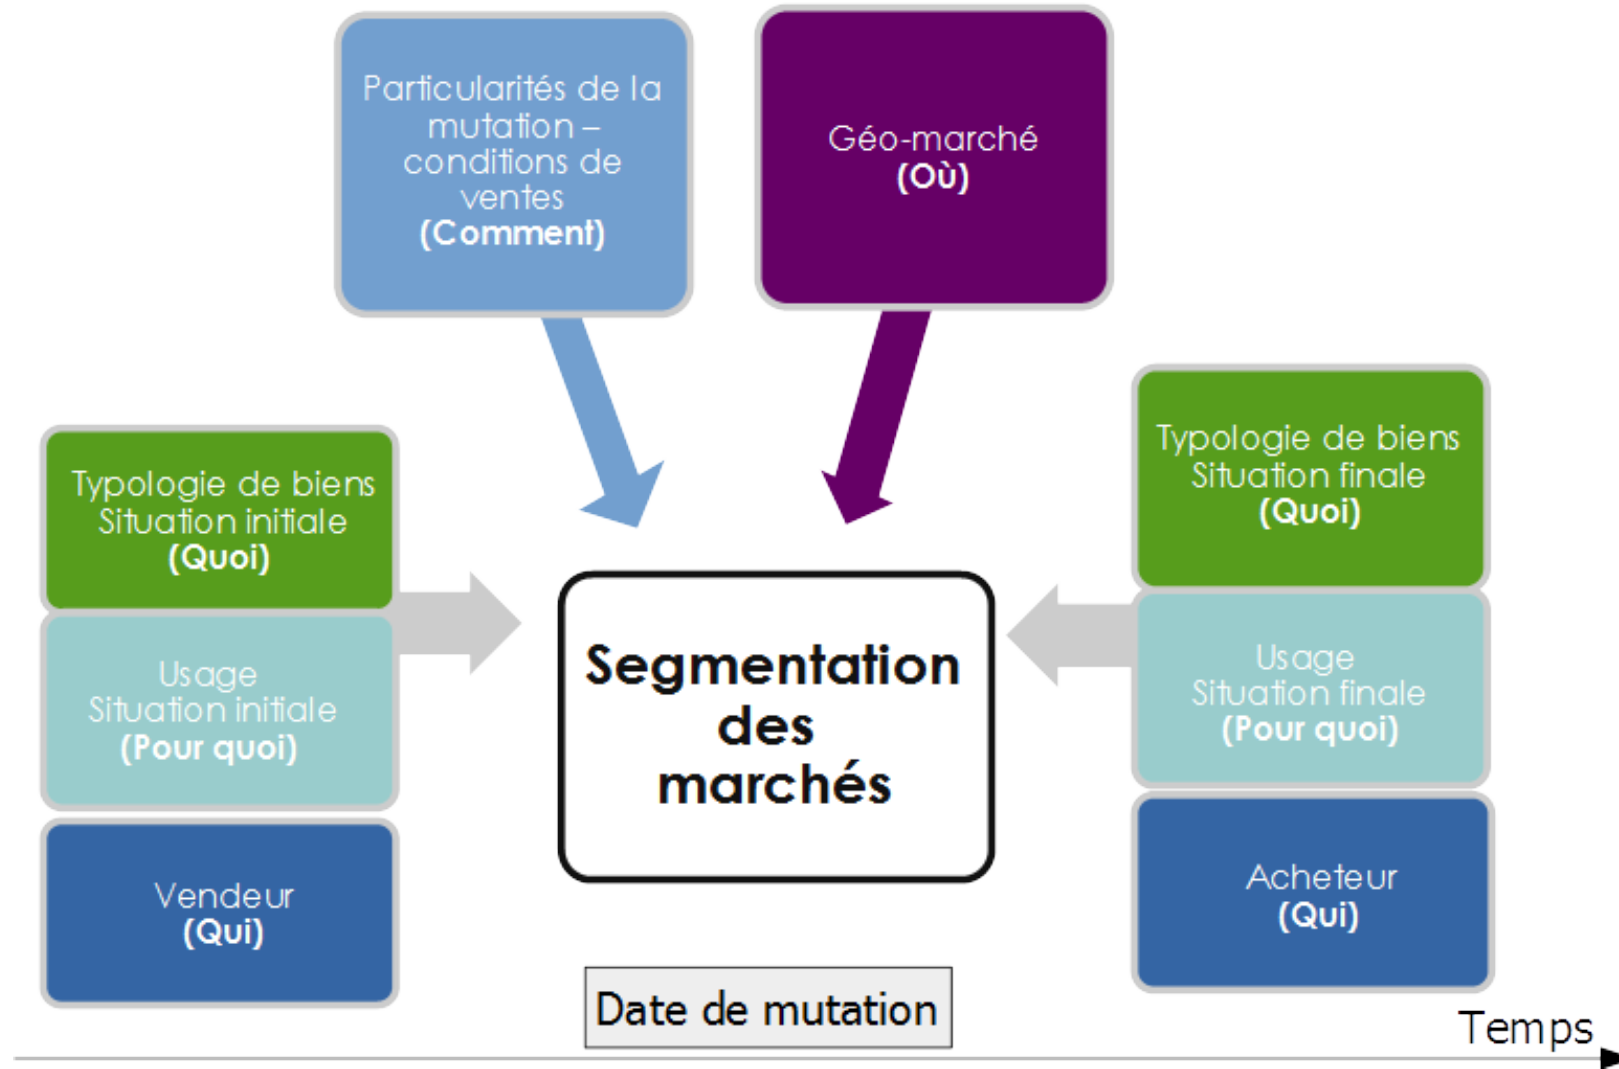 Particularités de la
mutation –
conditions de
ventes
(Comment)
Géo-marché
(Où)
Typologie de biens
Situation initiale
(Quoi)
Usage
Situation initiale
(Pour quoi)
Vendeur
(Qui)
Segmentation
des
marchés
Typologie de biens
Situation finale
(Quoi)
Usage
Situation finale
(Pour quoi)
Acheteur
(Qui)
Date de mutation
Temps